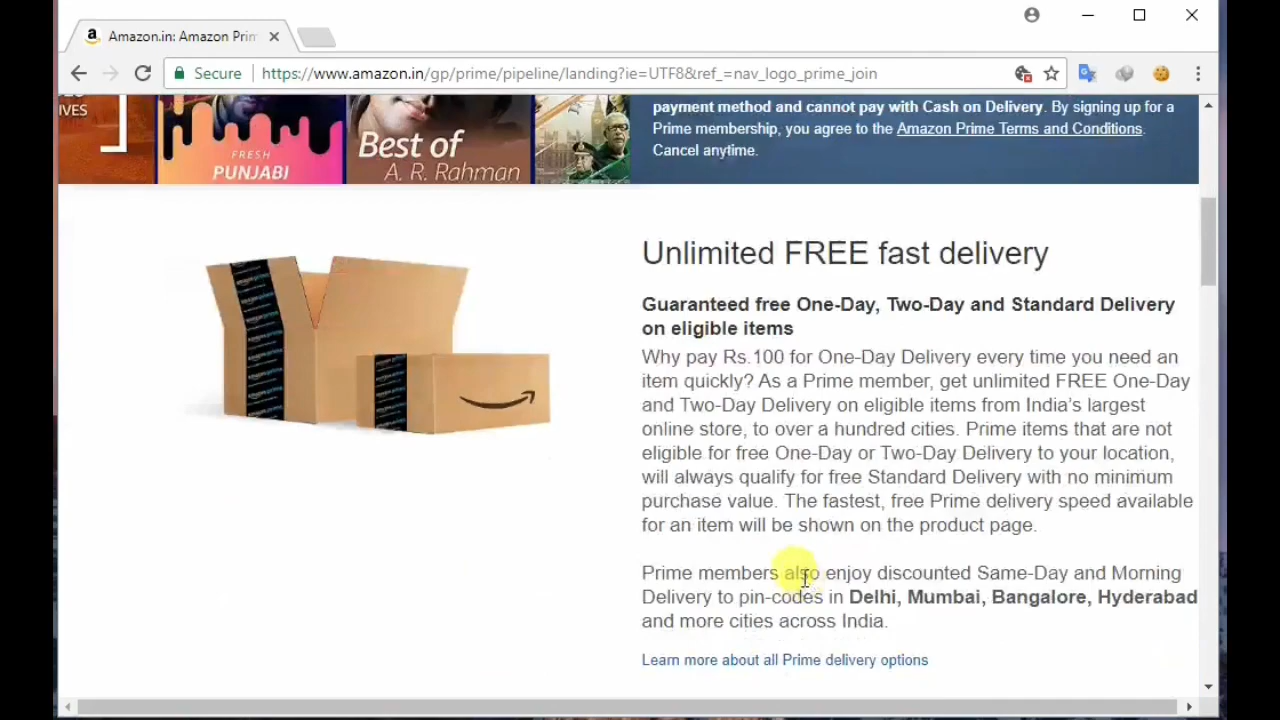 Amazon.in: Amazon Prim
Secure
https://www.amazon.in/gp/prime/pipeline/landing?ie=UTF8&ref_=nav_logo_prime_join
IVES
FRESH
PUNJABI
Best of
A. R. Rahman
payment method and cannot pay with Cash on Delivery. By signing up for a
Prime membership, you agree to the Amazon Prime Terms and Conditions.
Cancel anytime.
Unlimited FREE fast delivery
Guaranteed free One-Day, Two-Day and Standard Delivery
on eligible items
Why pay Rs.100 for One-Day Delivery every time you need an
item quickly? As a Prime member, get unlimited FREE One-Day
and Two-Day Delivery on eligible items from India's largest
online store, to over a hundred cities. Prime items that are not
eligible for free One-Day or Two-Day Delivery to your location,
will always qualify for free Standard Delivery with no minimum
purchase value. The fastest, free Prime delivery speed available
for an item will be shown on the product page.
Prime members also enjoy discounted Same-Day and Morning
Delivery to pin-codes in Delhi, Mumbai, Bangalore, Hyderabad
and more cities across India.
Learn more about all Prime delivery options